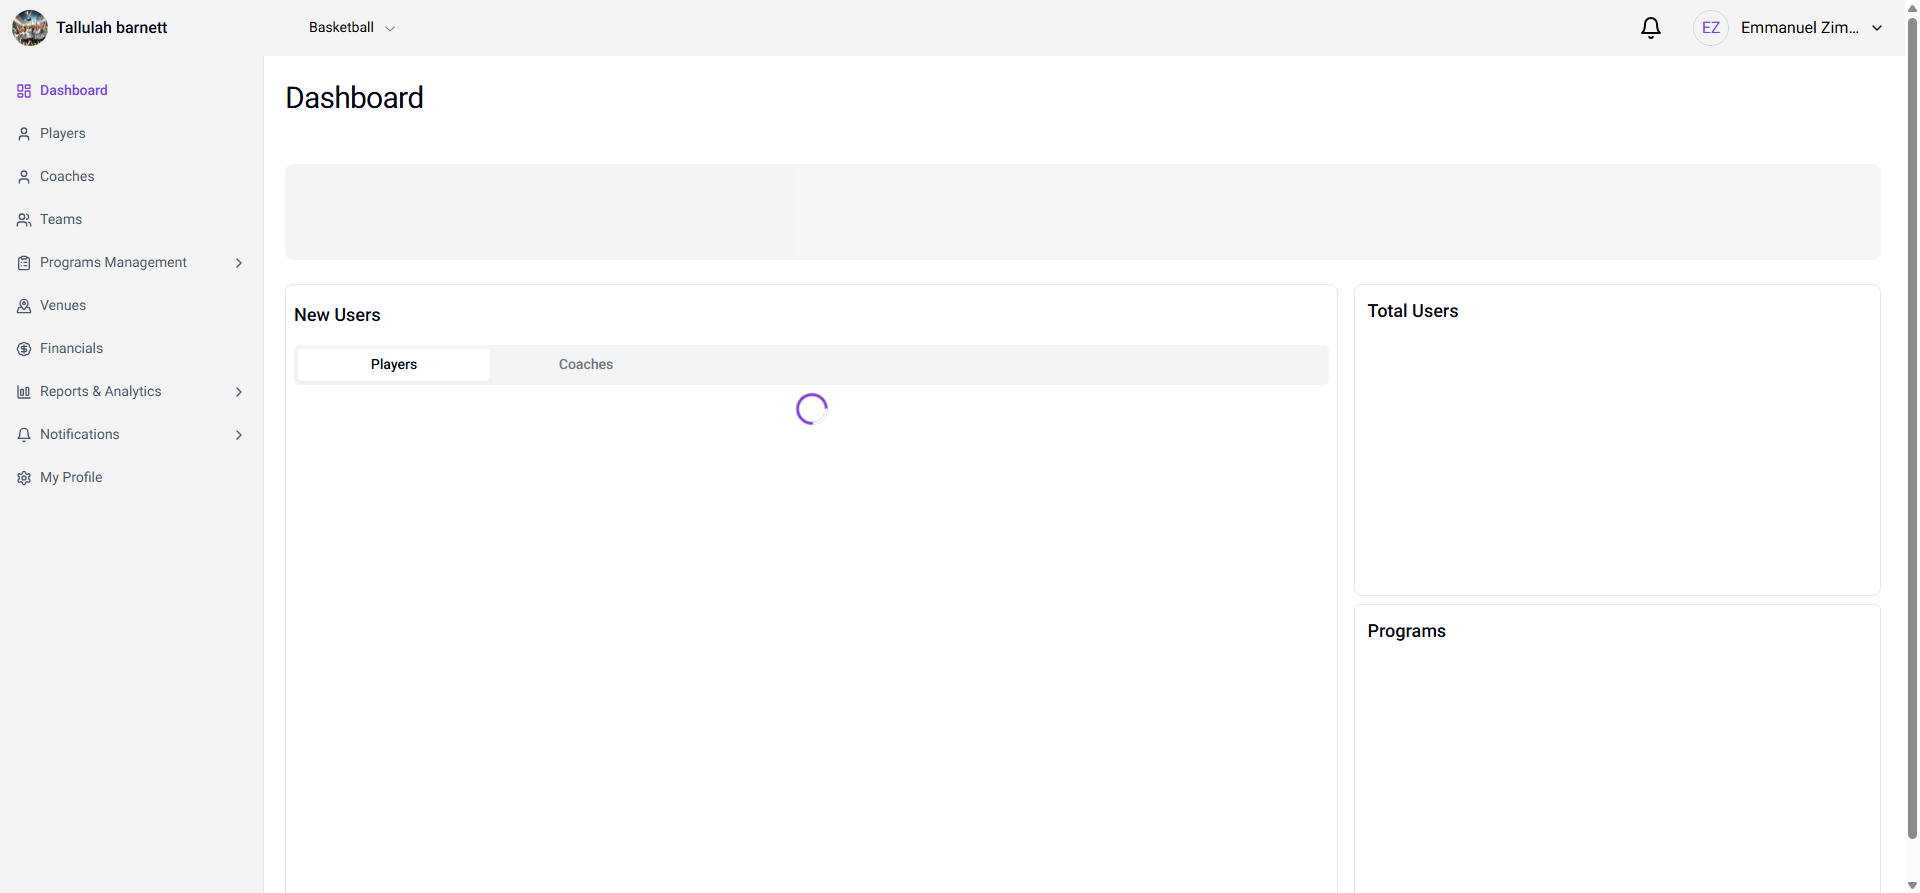 Tallulah barnett
Basketball
EZ
Emmanuel Zim...
Dashboard
Players
Coaches
Teams
Programs Management
Venues
Financials
Reports & Analytics
Notifications
My Profile
Dashboard
New Users
Players
Coaches
Total Users
Programs